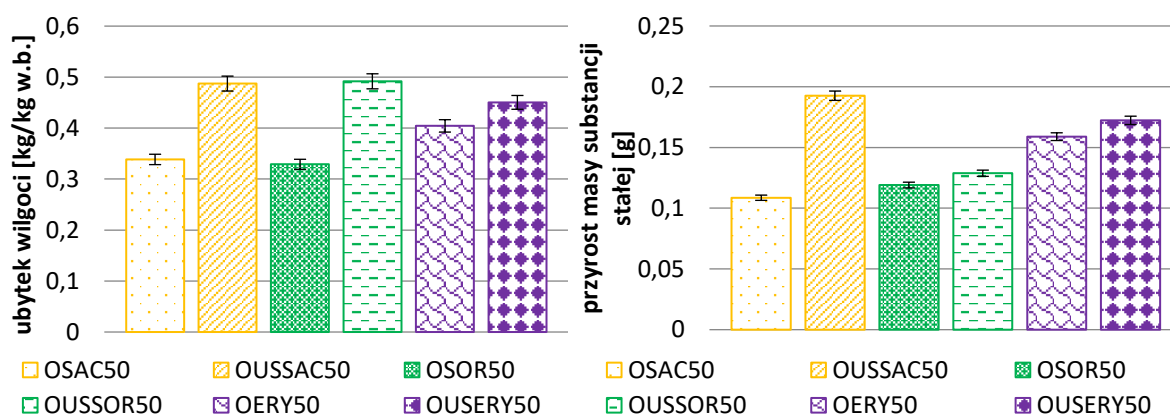 ubytek wilgoci [kg/kg w.b.]
0,6
0,5
0,4
0,3
0,2
0,1
0
OSAC50
OUSSAC50
OSOR50
OUSSOR50
OERY50
OUSERY50
przyrost masy substancji
stałej [g]
0,25
0,2
0,15
0,1
0,05
0
OSAC50
OUSSAC50
OSOR50
OUSSOR50
OERY50
OUSERY50